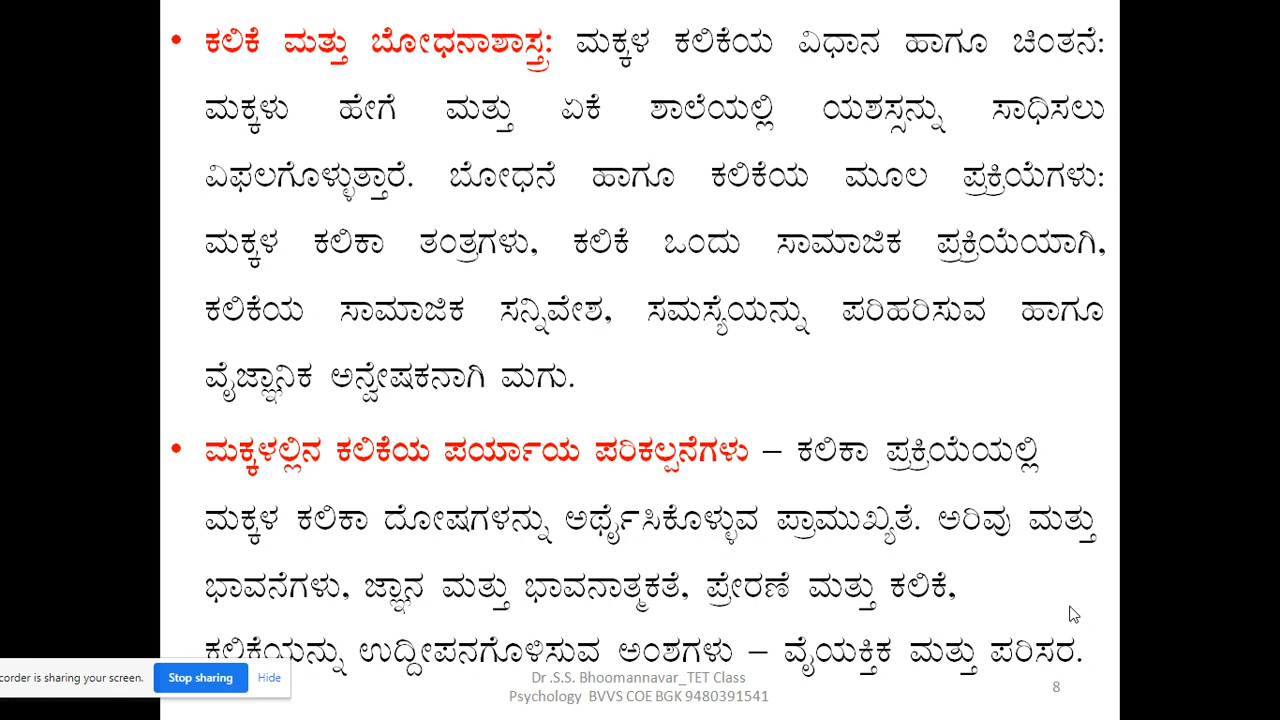 • ಕಲಿಕೆ ಮತ್ತು ಬೋಧನಾಶಾಸ್ತ್ರ: ಮಕ್ಕಳ ಕಲಿಕೆಯ ವಿಧಾನ ಹಾಗೂ ಚಿಂತನೆ:
ಮಕ್ಕಳು ಹೇಗೆ ಮತ್ತು ಏಕೆ ಶಾಲೆಯಲ್ಲಿ ಯಶಸ್ಸನ್ನು ಸಾಧಿಸಲು
ವಿಫಲಗೊಳ್ಳುತ್ತಾರೆ. ಬೋಧನೆ ಹಾಗೂ ಕಲಿಕೆಯ ಮೂಲ ಪ್ರಕ್ರಿಯೆಗಳು:
ಮಕ್ಕಳ ಕಲಿಕಾ ತಂತ್ರಗಳು, ಕಲಿಕೆ ಒಂದು ಸಾಮಾಜಿಕ ಪ್ರಕ್ರಿಯೆಯಾಗಿ,
ಕಲಿಕೆಯ ಸಾಮಾಜಿಕ ಸನ್ನಿವೇಶ, ಸಮಸ್ಯೆಯನ್ನು ಪರಿಹರಿಸುವ ಹಾಗೂ
ವೈಜ್ಞಾನಿಕ ಅನ್ವೇಷಕನಾಗಿ ಮಗು.
• ಮಕ್ಕಳಲ್ಲಿನ ಕಲಿಕೆಯ ಪರ್ಯಾಯ ಪರಿಕಲ್ಪನೆಗಳು – ಕಲಿಕಾ ಪ್ರಕ್ರಿಯೆಯಲ್ಲಿ
ಮಕ್ಕಳ ಕಲಿಕಾ ದೋಷಗಳನ್ನು ಅರ್ಥೈಸಿಕೊಳ್ಳುವ ಪ್ರಾಮುಖ್ಯತೆ. ಅರಿವು ಮತ್ತು
ಭಾವನೆಗಳು, ಜ್ಞಾನ ಮತ್ತು ಭಾವನಾತ್ಮಕತೆ, ಪ್ರೇರಣೆ ಮತ್ತು ಕಲಿಕೆ,
ಕಲಿಕೆಯನ್ನು ಉದ್ದೀಪನಗೊಳಿಸುವ ಅಂಶಗಳು – ವೈಯಕ್ತಿಕ ಮತ್ತು ಪರಿಸರ.
corder is sharing your screen. Stop sharing Hide
Dr .S.S. Bhoomannavar_TET Class
Psychology BVVS COE BGK 9480391541
8